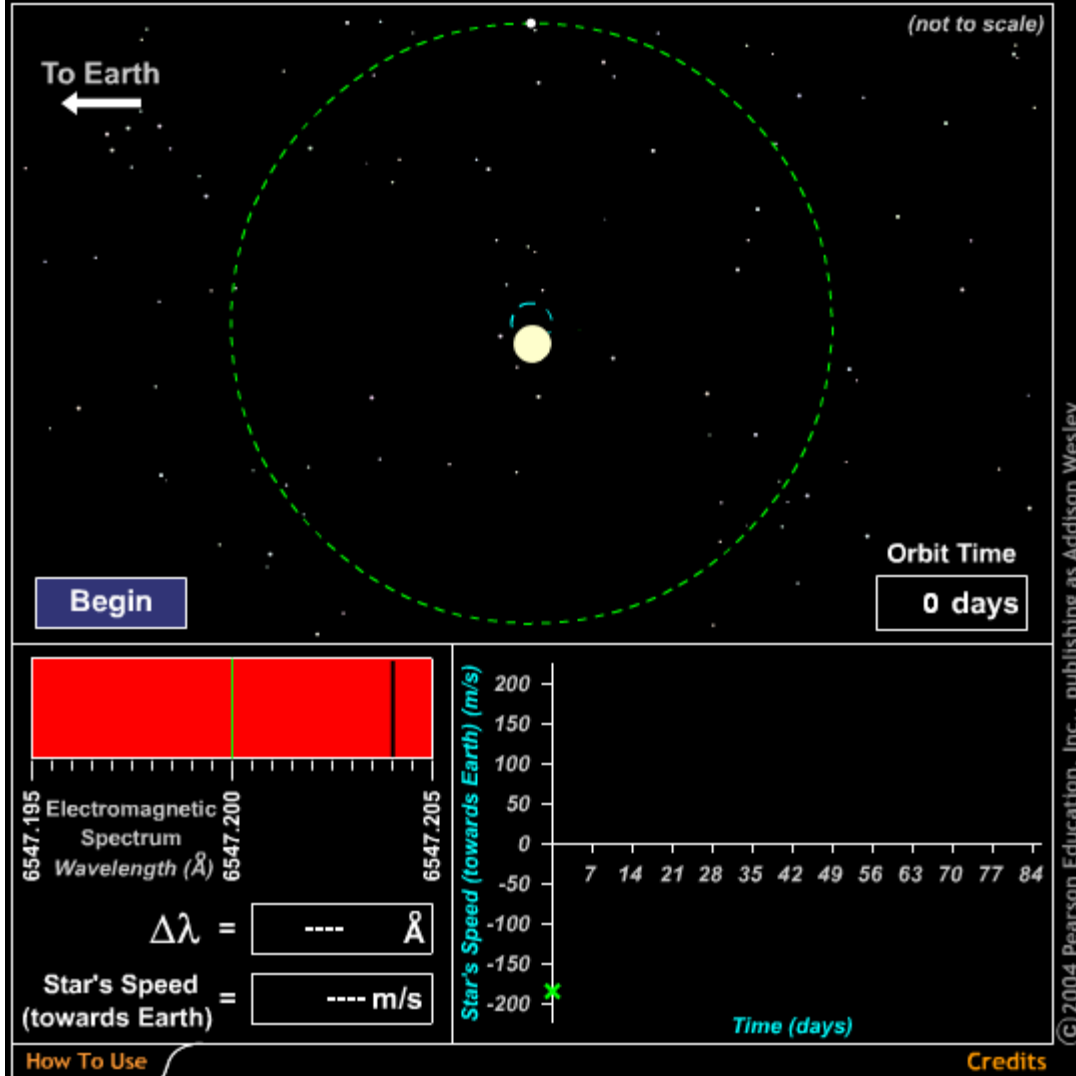 (not to scale)
To Earth
Orbit Time
0 days
Begin
6547.195
6547.200
6547.205
Electromagnetic
Spectrum
Wavelength (Å)
Δλ = ---- Å
Star's Speed
(towards Earth)
= ---- m/s
Star's Speed (towards Earth) (m/s)
200
150
100
50
0
-50
-100
-150
-200
7 14 21 28 35 42 49 56 63 70 77 84
Time (days)
How To Use
Credits
©2004 Pearson Education, Inc., publishing as Addison Wesley